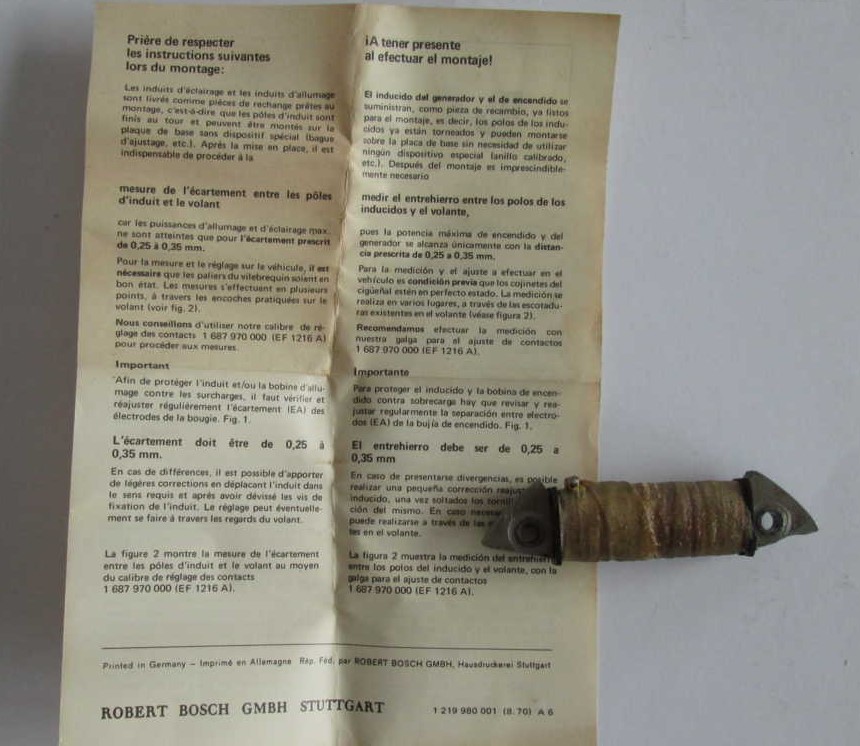 Prière de respecter
les instructions suivantes
lors du montage:
Les induits d'éclairage et les induits d'allumage
sont livrés comme pièces de rechange prêtes au
montage, c'est-à-dire que les pôles d'induit sont
finis au tour et peuvent être montés sur la
plaque de base sans dispositif spécial (bague
d'ajustage, etc.). Après la mise en place, il est
indispensable de procéder à la
mesure de l'écartement entre les pôles
d'induit et le volant
car les puissances d'allumage et d'éclairage max.
ne sont atteintes que pour l'écartement prescrit
de 0,25 à 0,35 mm.
Pour la mesure et le réglage sur le véhicule, il est
nécessaire que les paliers du vilebrequin soient en
bon état. Les mesures s'effectuent en plusieurs
points, à travers les encoches pratiquées sur le
volant (voir fig. 2).
Nous conseillons d'utiliser notre calibre de ré-
glage des contacts 1 687 970 000 (EF 1216 A)
pour procéder aux mesures.
Important
Afin de protéger l'induit et/ou la bobine d'allu-
mage contre les surcharges, il faut vérifier et
réajuster régulièrement l'écartement (EA) des
électrodes de la bougie. Fig. 1.
L'écartement doit être de 0,25 à
0,35 mm.
En cas de différences, il est possible d'apporter
de légères corrections en déplacant l'induit dans
le sens requis et après avoir dévissé les vis de
fixation de l'induit. Le réglage peut éventuelle-
ment se faire à travers les regards du volant.
La figure 2 montre la mesure de l'écartement
entre les pôles d'induit et le volant au moyen
du calibre de réglage des contacts
1 687 970 000 (EF 1216 A).
¡A tener presente
al efectuar el montaje!
El inducido del generador y el de encendido se
suministran, como pieza de recambio, ya listos
para el montaje, es decir, los polos de los indu-
cidos ya están torneados y pueden montarse
sobre la placa de base sin necesidad de utilizar
ningún dispositivo especial (anillo calibrado,
etc.). Después del montaje es imprescindible-
mente necesario
medir el entrehierro entre los polos de los
inducidos y el volante,
pues la potencia máxima de encendido y del
generador se alcanza únicamente con la distan-
cia prescrita de 0,25 a 0,35 mm.
Para la medición y el ajuste a efectuar en el
vehículo es condición previa que los cojinetes del
cigüeñal estén en perfecto estado. La medición se
realiza en varios lugares, a través de las escotadu-
ras existentes en el volante (véase figura 2).
Recomendamos efectuar la medición con
nuestra galga para el ajuste de contactos
1 687 970 000 (EF 1216 A).
Importante
Para proteger el inducido y la bobina de encen-
dido contra sobrecarga hay que revisar y rea-
justar regularmente la separación entre electro-
dos (EA) de la bujía de encendido. Fig. 1.
El entrehierro debe ser de 0,25 a
0,35 mm
En caso de presentarse divergencias, es posible
realizar una pequeña corrección
inducido, una vez soltados los
ción del mismo. En caso
puede realizarse a través de las
tes en el volante.
La figura 2 muestra la medición del entrehierro
entre los polos del inducido y el volante, con la
galga para el ajuste de contactos
1 687 970 000 (EF 1216 A).
Printed in Germany – Imprimé en Allemagne Rép. Féd. par ROBERT BOSCH GMBH, Hausdruckerei Stuttgart
ROBERT BOSCH GMBH STUTTGART 1 219 980 001 (8. 70) A 6